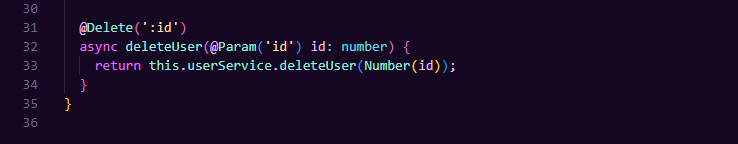 30
31 @Delete(':id')
32 async deleteUser(@Param('id') id: number) {
33 return this.userService.deleteUser(Number(id));
34 }
35 }
36